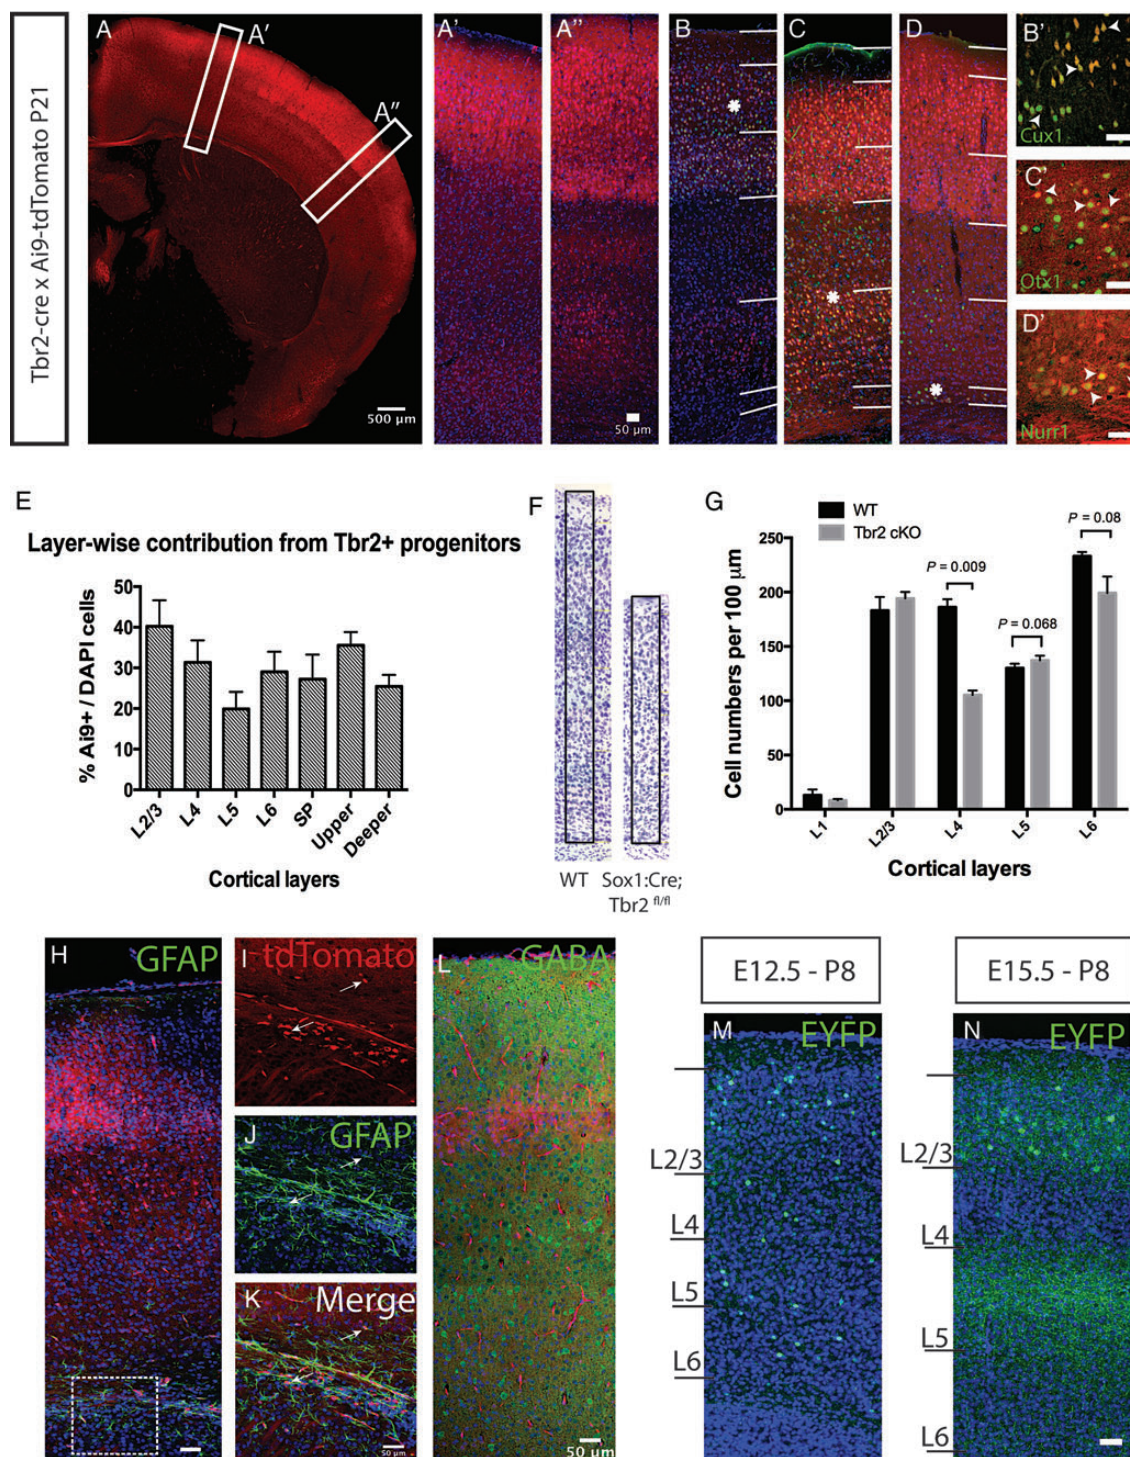 Tbr2-cre x Ai9-tdTomato P21
A
A'
A''
500 µm
A'
A''
50 µm
B
C
D
B'
Cux1
C'
Otx1
D'
Nurr1
E
Layer-wise contribution from Tbr2+ progenitors
% Ai9+ / DAPI cells
50
40
30
20
10
0
L2/3
L4
L5
L6
SP
Upper
Deeper
Cortical layers
F
WT
Sox1:Cre;
Tbr2 fl/fl
G
WT
Tbr2 cKO
Cell numbers per 100 µm
250
200
150
100
50
0
P = 0.009
P = 0.068
P = 0.08
L1
L2/3
L4
L5
L6
Cortical layers
H
GFAP
I
tdTomato
J
GFAP
K
Merge
50 µm
L
GABA
50 µm
E12.5 - P8
M
EYFP
L2/3
L4
L5
L6
E15.5 - P8
N
EYFP
L2/3
L4
L5
L6